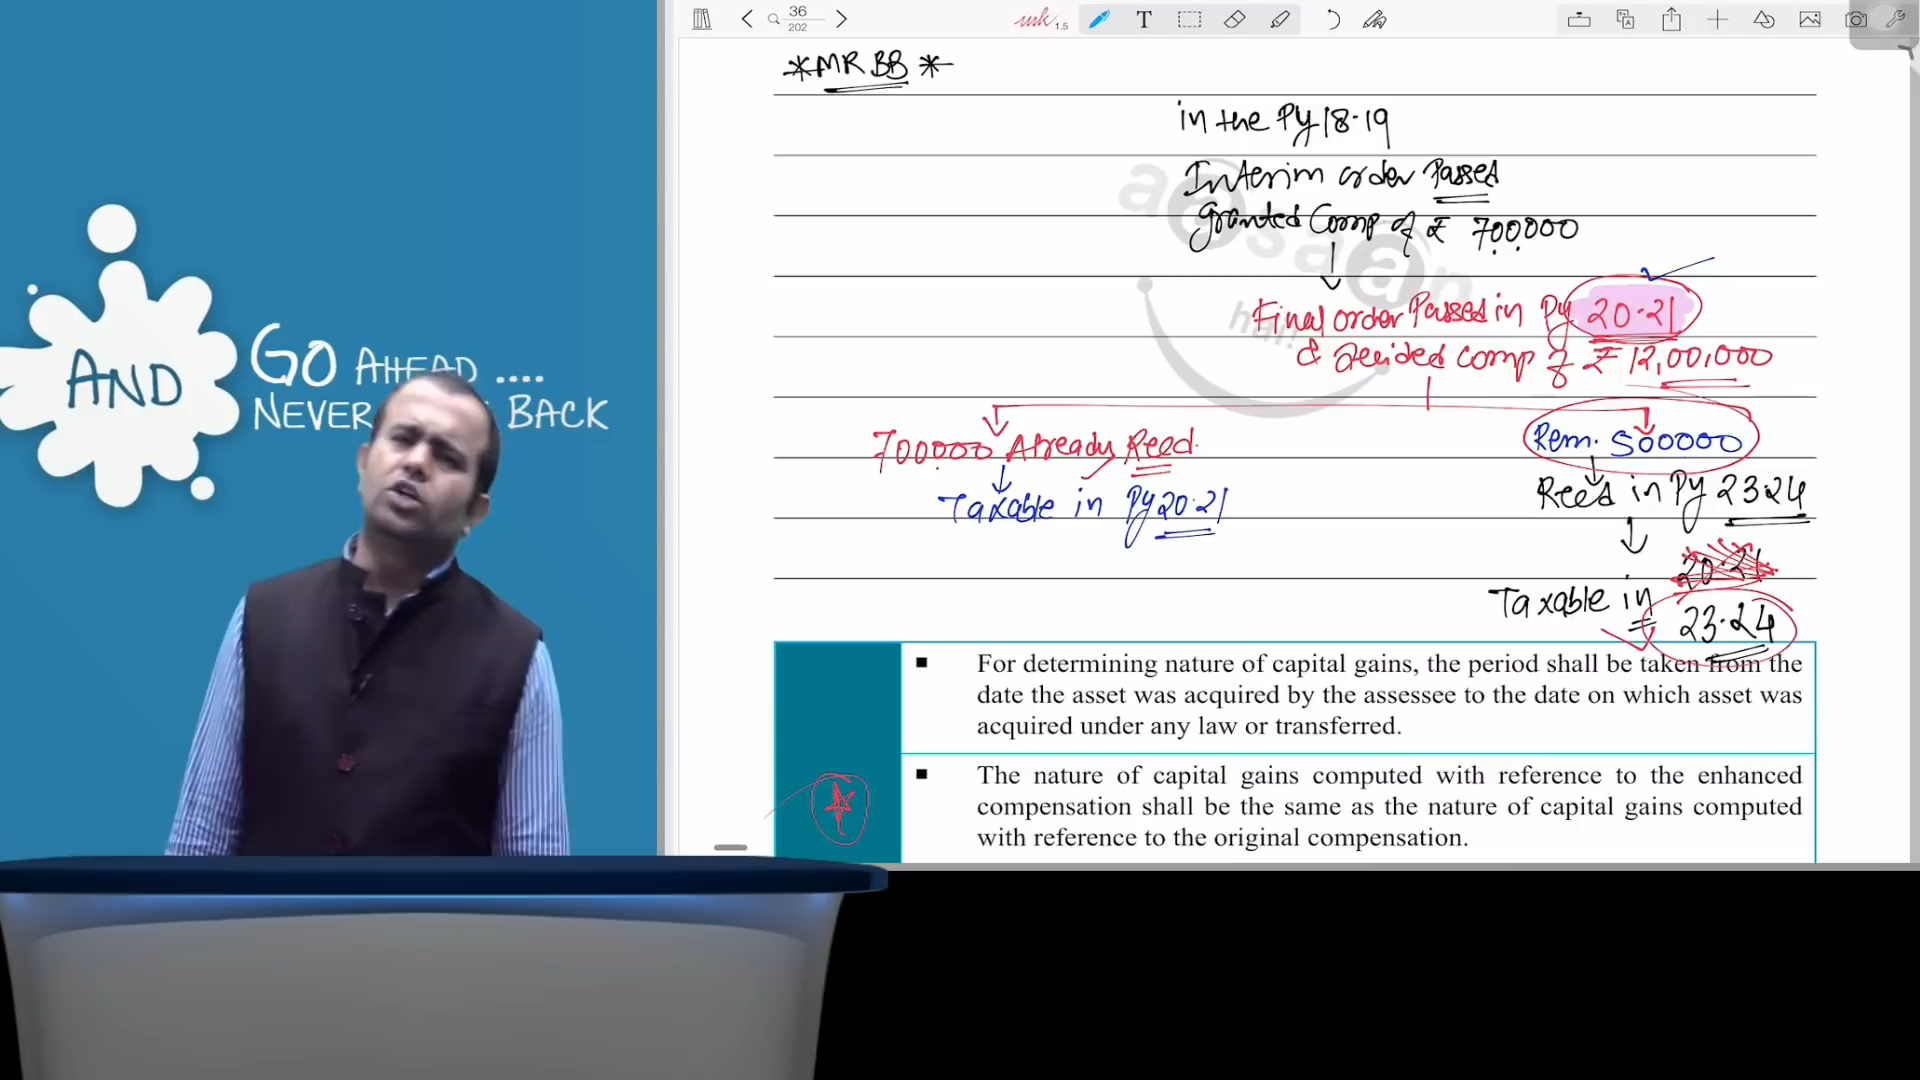 36
202
1.5
T
*MR BB*
in the Py 18-19
Interim order Passed
granted Comp of ₹ 700000
aasaan
hai!
Final order Passed in Py 20-21
& decided comp of ₹ 12,00,000
700000 Already Recd.
Rem. 500000
Taxable in Py 20-21
Recd in Py 23-24
20-21
Taxable in 23-24
AND
GO AHEAD ....
NEVER BACK
■ For determining nature of capital gains, the period shall be taken from the
date the asset was acquired by the assessee to the date on which asset was
acquired under any law or transferred.
■ The nature of capital gains computed with reference to the enhanced
compensation shall be the same as the nature of capital gains computed
with reference to the original compensation.